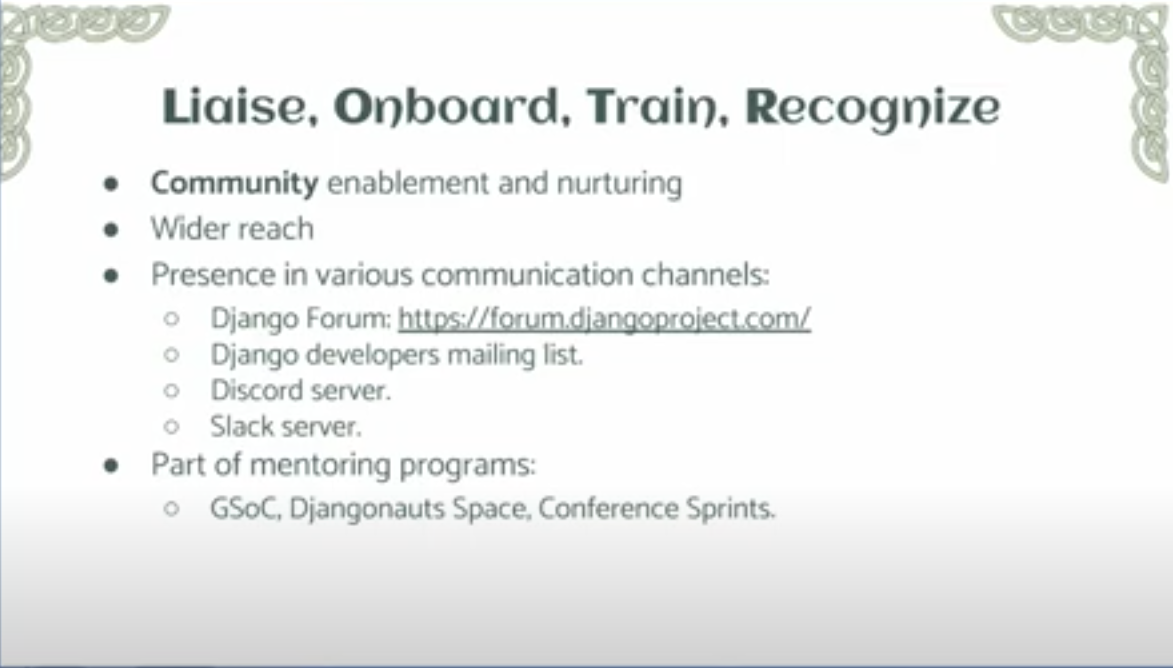 Liaise, Onboard, Train, Recognize
● Community enablement and nurturing
● Wider reach
● Presence in various communication channels:
○ Django Forum: https://forum.djangoproject.com/
○ Django developers mailing list.
○ Discord server.
○ Slack server.
● Part of mentoring programs:
○ GSoC, Djangonauts Space, Conference Sprints.